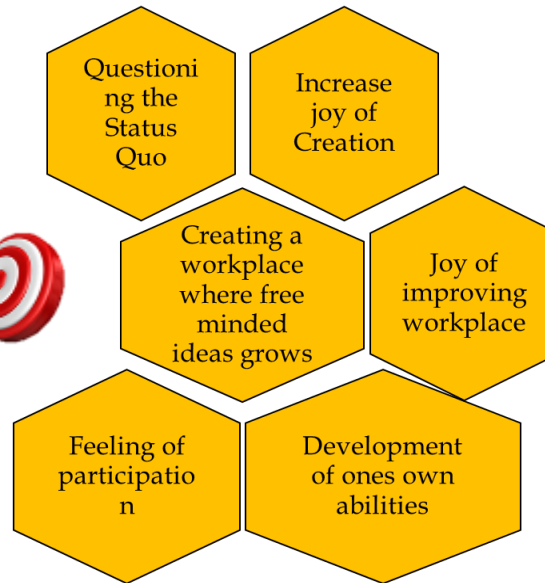 Questioni
ng the
Status
Quo
Increase
joy of
Creation
Creating a
workplace
where free
minded
ideas grows
Joy of
improving
workplace
Feeling of
participatio
n
Development
of ones own
abilities